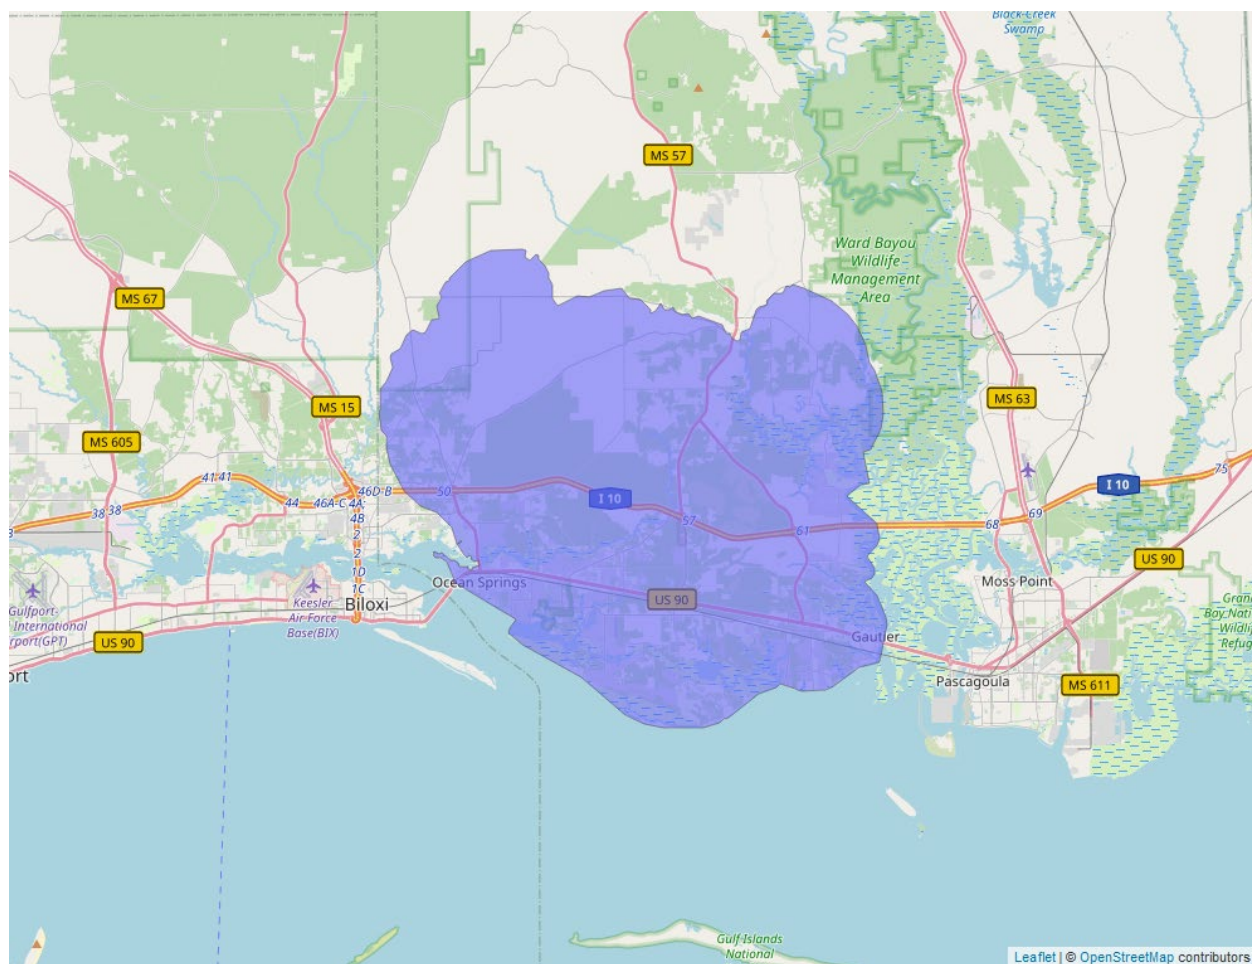 Black Creek
Swamp
MS 57
Ward Bayou
Wildlife
Management
Area
MS 67
MS 15
MS 63
MS 605
41 41
46D-B
50
75
I 10
I 10
44
46A-C 4A;
38 38
4B
57
61
68
69
2
2
1D
1C
US 90
Ocean Springs
Moss Point
Gulfport-
International
rport(GPT)
Keesler
Air Force
Base(BIX)
Biloxi
US 90
Gran
Bay Nati
Wildli
Refug
US 90
Gautier
ort
Pascagoula
MS 611
Gulf Islands
National
Leaflet | © OpenStreetMap contributors